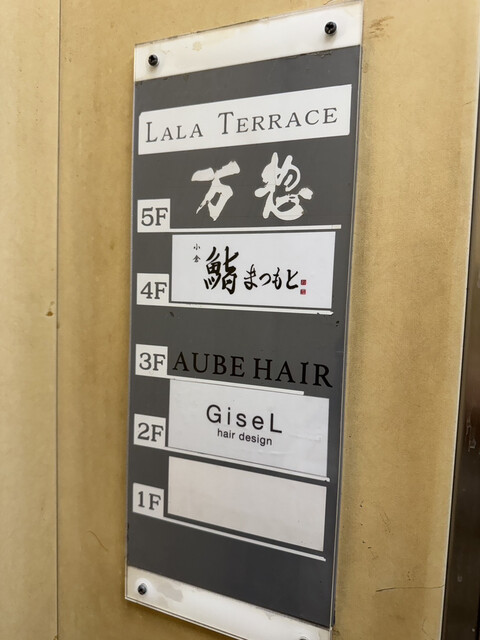 LALA TERRACE
万惣
5F
小倉
鮨 まつもと
4F
3F AUBE HAIR
GiseL
hair design
2F
1F